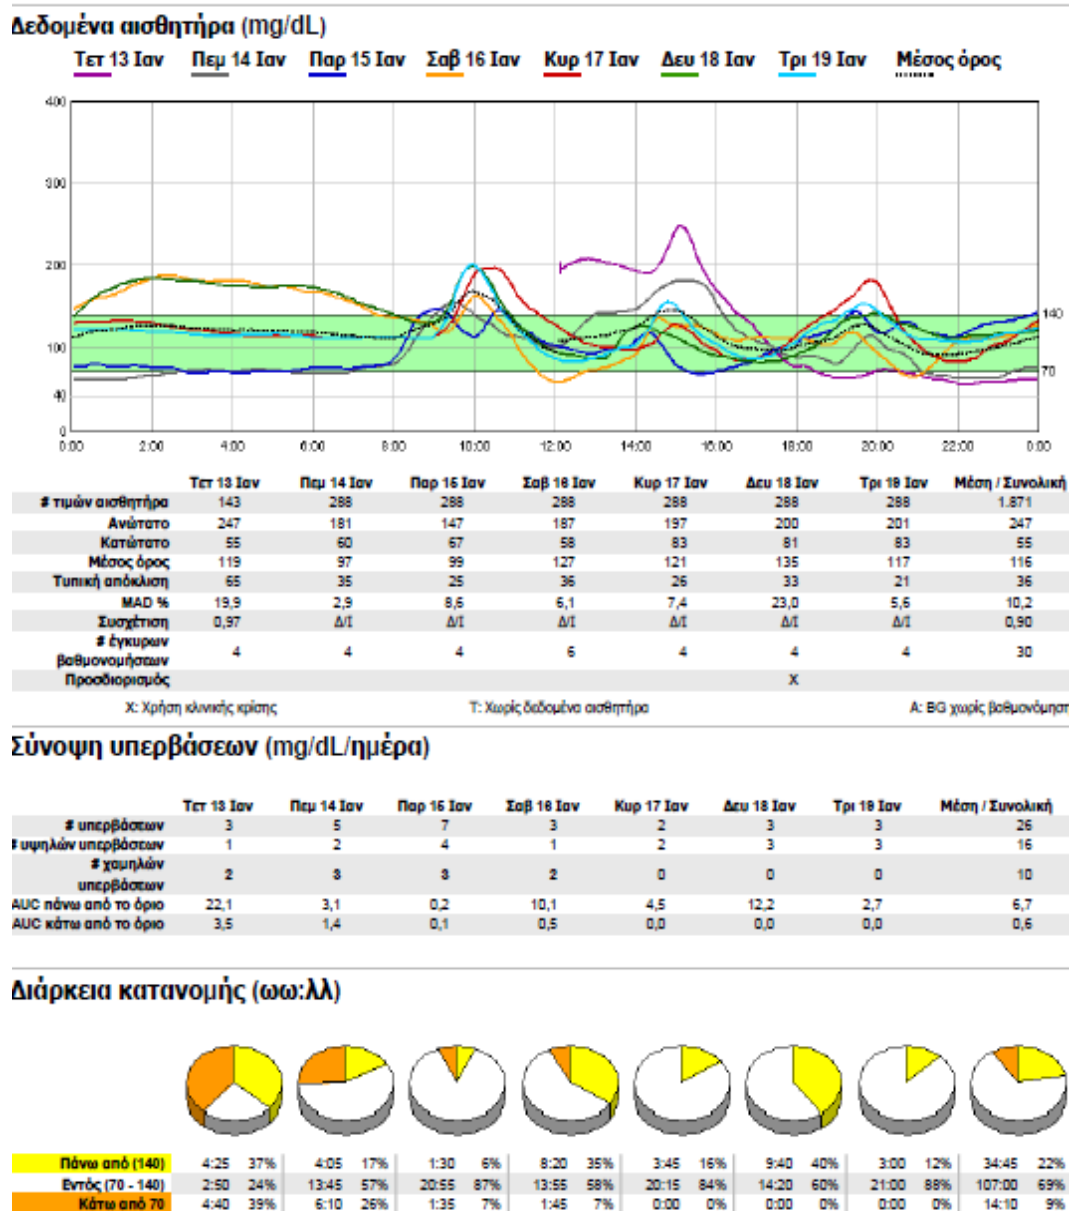 Δεδομένα αισθητήρα (mg/dL)
Τετ 13 Ιαν Πεμ 14 Ιαν Παρ 15 Ιαν Σαβ 16 Ιαν Κυρ 17 Ιαν Δευ 18 Ιαν Τρι 19 Ιαν Μέσος όρος
400
300
200
140
100
70
40
0
0:00 2:00 4:00 6:00 8:00 10:00 12:00 14:00 16:00 18:00 20:00 22:00 0:00
Τετ 13 Ιαν Πεμ 14 Ιαν Παρ 15 Ιαν Σαβ 16 Ιαν Κυρ 17 Ιαν Δευ 18 Ιαν Τρι 19 Ιαν Μέση / Συνολική
# τιμών αισθητήρα 143 288 288 288 288 288 288 1.871
Ανώτατο 247 181 147 187 197 200 201 247
Κατώτατο 55 60 67 58 83 81 83 55
Μέσος όρος 119 97 99 127 121 135 117 116
Τυπική απόκλιση 65 35 25 36 26 33 21 36
MAD % 19,9 2,9 8,6 6,1 7,4 23,0 5,6 10,2
Συσχέτιση 0,97 Δ/Ι Δ/Ι Δ/Ι Δ/Ι Δ/Ι Δ/Ι 0,90
# έγκυρων
βαθμονομήσεων 4 4 4 6 4 4 4 30
Προσδιορισμός X
X: Χρήση κλινικής κρίσης T: Χωρίς δεδομένα αισθητήρα A: BG χωρίς βαθμονόμηση
Σύνοψη υπερβάσεων (mg/dL/ημέρα)
Τετ 13 Ιαν Πεμ 14 Ιαν Παρ 15 Ιαν Σαβ 16 Ιαν Κυρ 17 Ιαν Δευ 18 Ιαν Τρι 19 Ιαν Μέση / Συνολική
# υπερβάσεων 3 5 7 3 2 3 3 26
# υψηλών υπερβάσεων 1 2 4 1 2 3 3 16
# χαμηλών
υπερβάσεων 2 3 3 2 0 0 0 10
AUC πάνω από το όριο 22,1 3,1 0,2 10,1 4,5 12,2 2,7 6,7
AUC κάτω από το όριο 3,5 1,4 0,1 0,5 0,0 0,0 0,0 0,6
Διάρκεια κατανομής (ωω:λλ)
Πάνω από (140) 4:25 37% 4:05 17% 1:30 6% 8:20 35% 3:45 16% 9:40 40% 3:00 12% 34:45 22%
Εντός (70 - 140) 2:50 24% 13:45 57% 20:55 87% 13:55 58% 20:15 84% 14:20 60% 21:00 88% 107:00 69%
Κάτω από 70 4:40 39% 6:10 26% 1:35 7% 1:45 7% 0:00 0% 0:00 0% 0:00 0% 14:10 9%